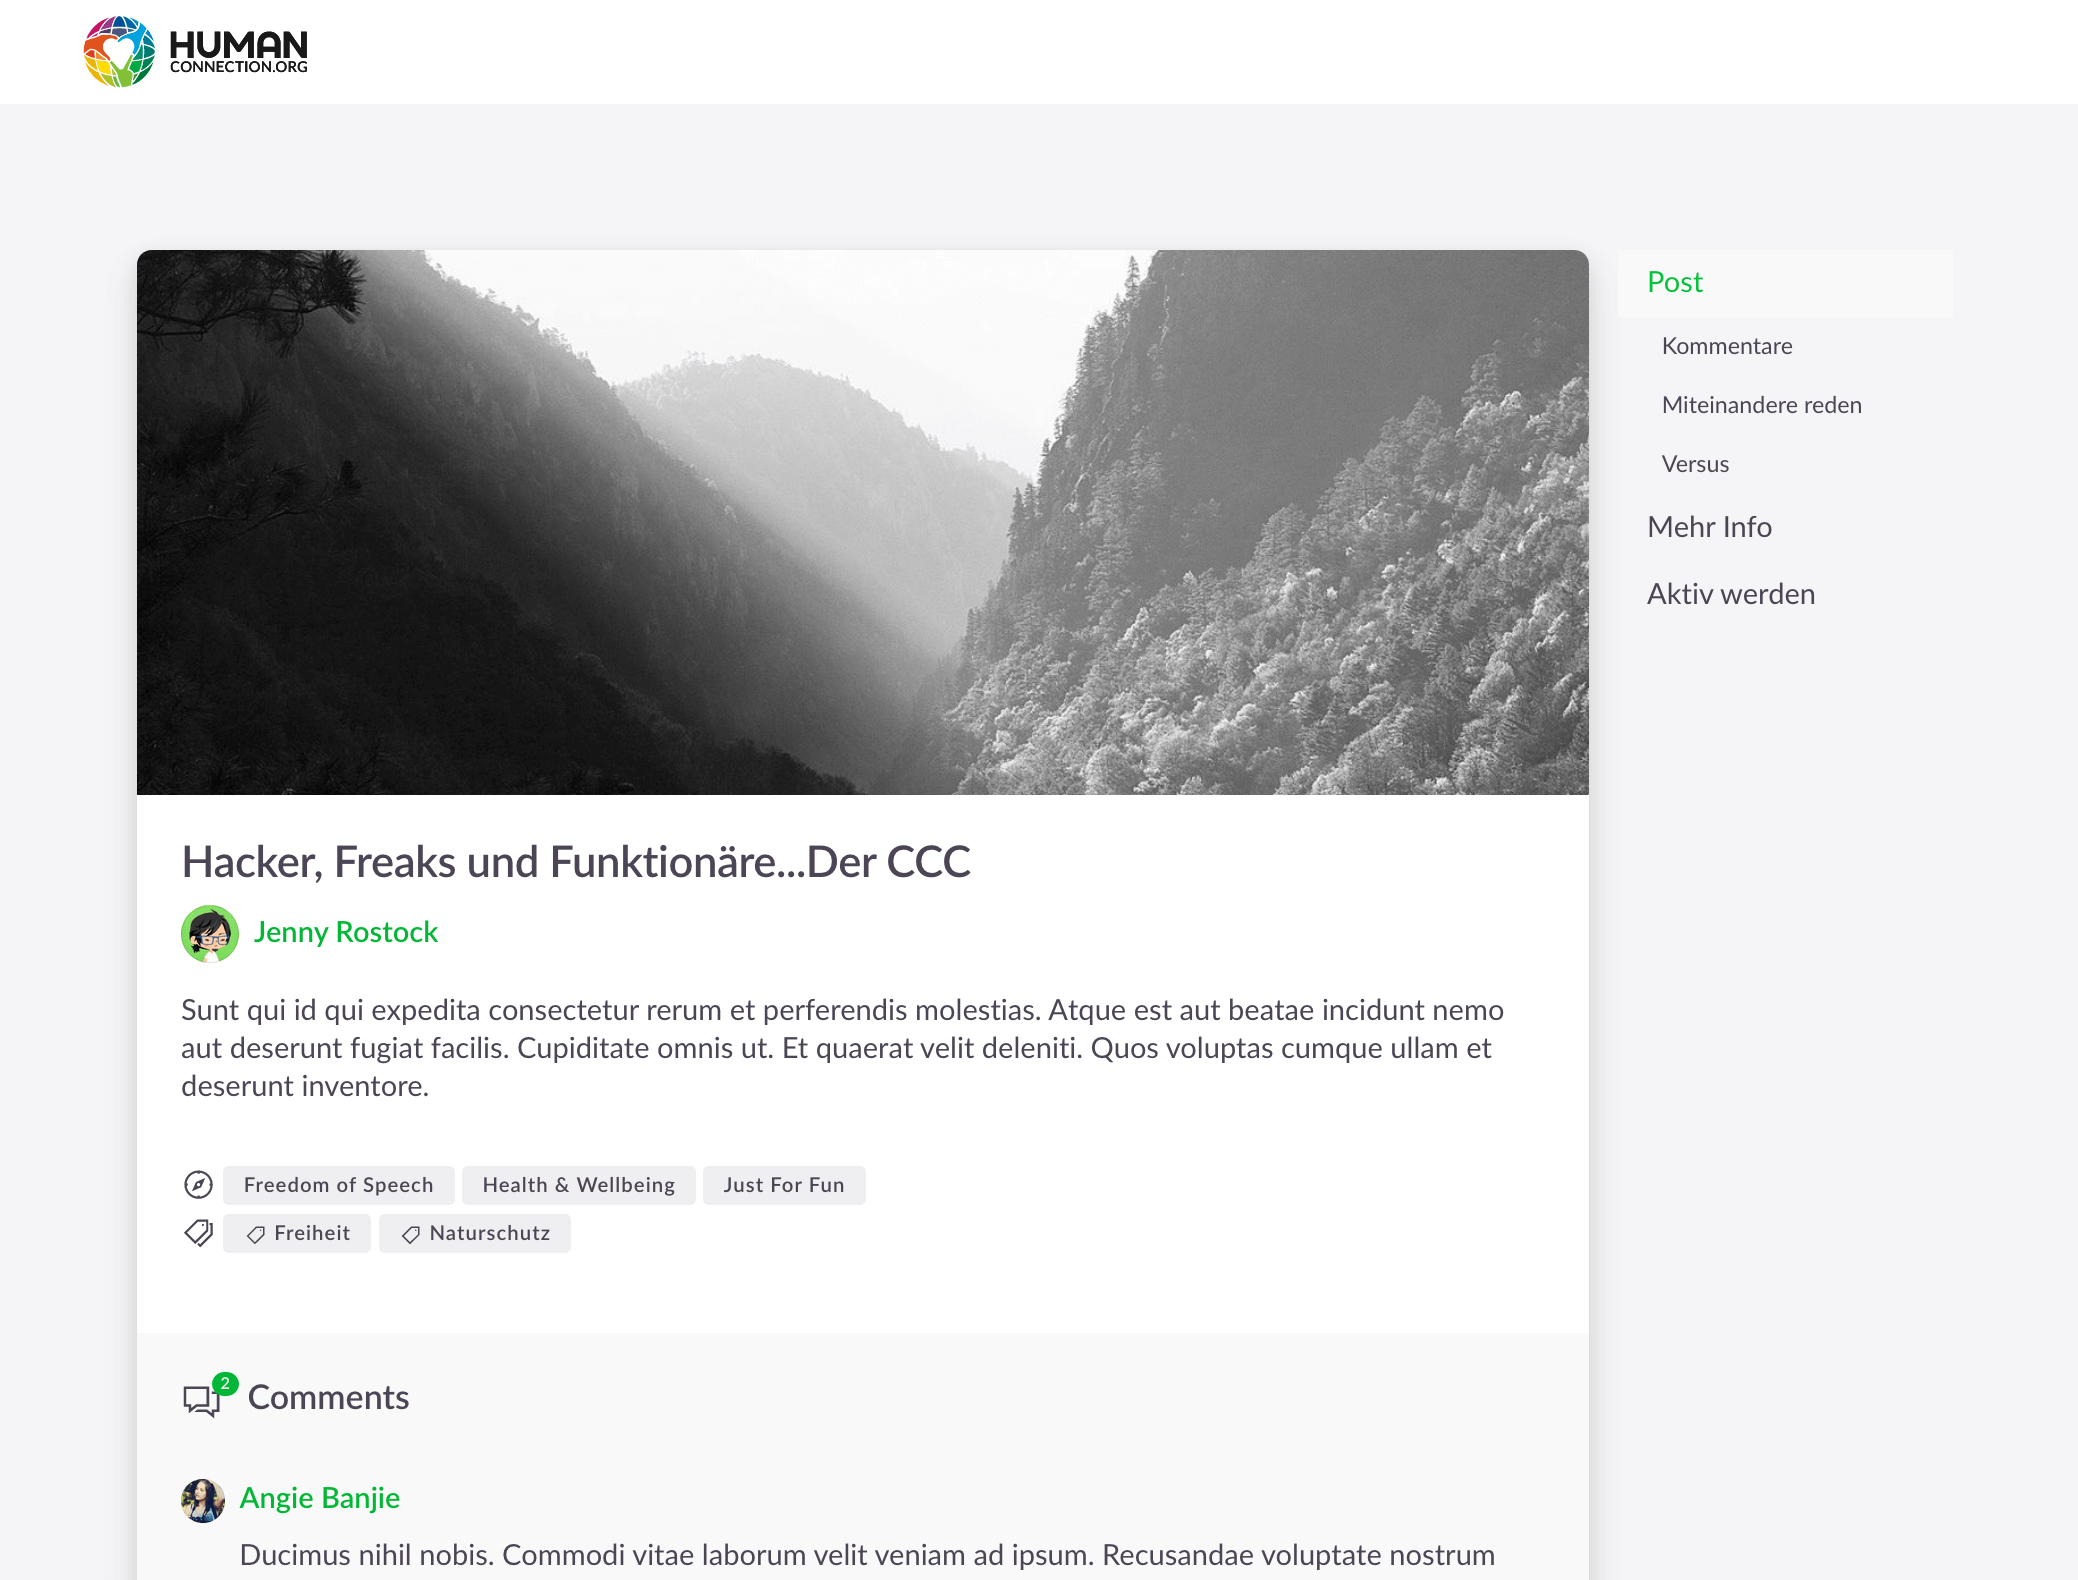 HUMAN
CONNECTION.ORG
Post
Kommentare
Miteinandere reden
Versus
Mehr Info
Aktiv werden
Hacker, Freaks und Funktionäre...Der CCC
Jenny Rostock
Sunt qui id qui expedita consectetur rerum et perferendis molestias. Atque est aut beatae incidunt nemo
aut deserunt fugiat facilis. Cupiditate omnis ut. Et quaerat velit deleniti. Quos voluptas cumque ullam et
deserunt inventore.
Freedom of Speech Health & Wellbeing Just For Fun
Freiheit Naturschutz
2 Comments
Angie Banjie
Ducimus nihil nobis. Commodi vitae laborum velit veniam ad ipsum. Recusandae voluptate nostrum